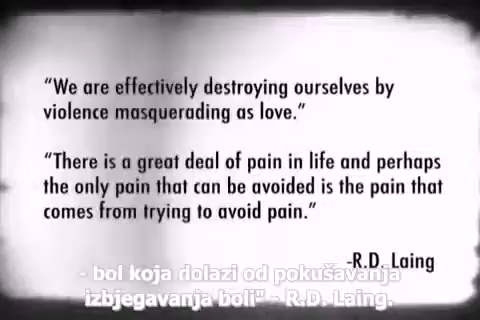 “We are effectively destroying ourselves by
violence masquerading as love.”
“There is a great deal of pain in life and perhaps
the only pain that can be avoided is the pain that
comes from trying to avoid pain.”
-R.D. Laing
- bol koja dolazi od pokušavanja
izbjegavanja boli" - R.D. Laing.